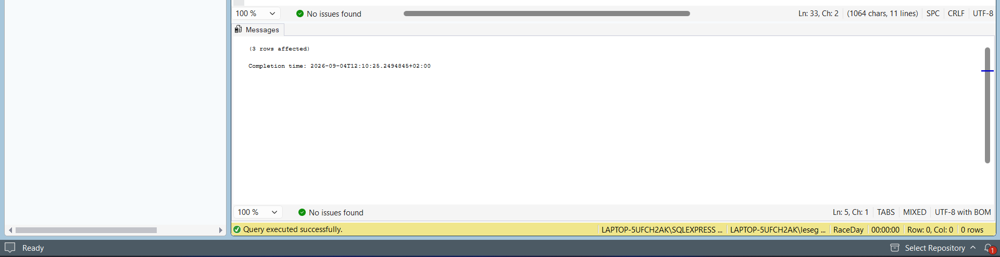 100 %
No issues found
Ln: 33, Ch: 2
(1064 chars, 11 lines)
SPC
CRLF
UTF-8
Messages
(3 rows affected)
Completion time: 2026-09-04T12:10:25.2494845+02:00
100 %
No issues found
Ln: 5, Ch: 1
TABS
MIXED
UTF-8 with BOM
Query executed successfully.
LAPTOP-5UFCH2AK\SQLEXPRESS ...
LAPTOP-5UFCH2AK\leseg ...
RaceDay
00:00:00
Row: 0, Col: 0
0 rows
Ready
Select Repository
1